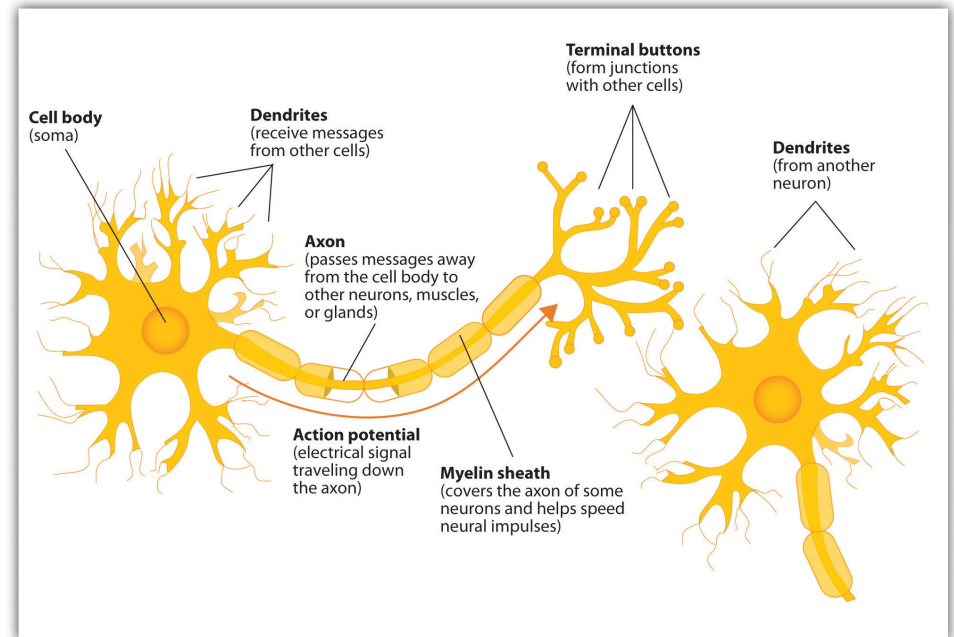 Cell body
(soma)
Dendrites
(receive messages
from other cells)
Terminal buttons
(form junctions
with other cells)
Dendrites
(from another
neuron)
Axon
(passes messages away
from the cell body to
other neurons, muscles,
or glands)
Action potential
(electrical signal
traveling down
the axon)
Myelin sheath
(covers the axon of some
neurons and helps speed
neural impulses)